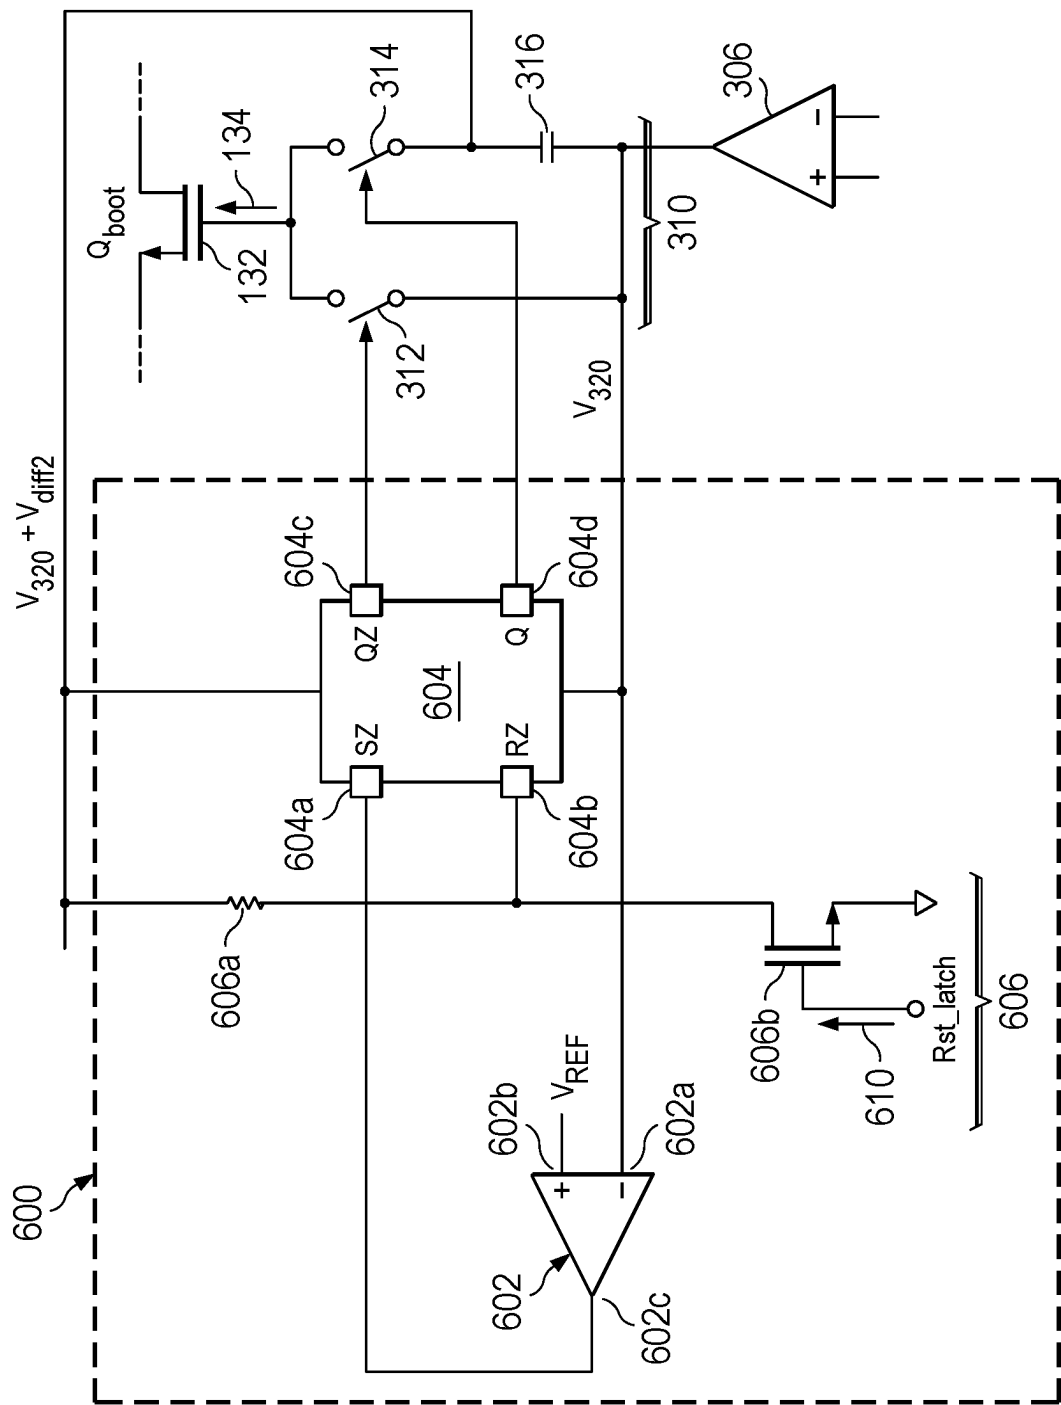 600
V320 + Vdiff2
Qboot
132
134
314
316
312
310
306
+
−
V320
604c
QZ
604d
Q
604
SZ
RZ
604a
604b
606a
606b
610
Rst_latch
606
VREF
602b
602a
+
−
602
602c